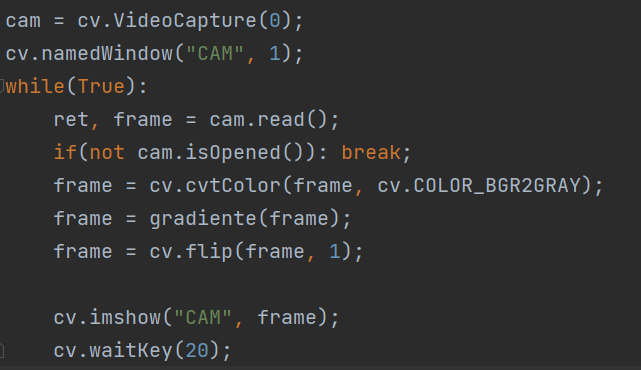 cam = cv.VideoCapture(0);
cv.namedWindow("CAM", 1);
while(True):
    ret, frame = cam.read();
    if(not cam.isOpened()): break;
    frame = cv.cvtColor(frame, cv.COLOR_BGR2GRAY);
    frame = gradiente(frame);
    frame = cv.flip(frame, 1);

    cv.imshow("CAM", frame);
    cv.waitKey(20);